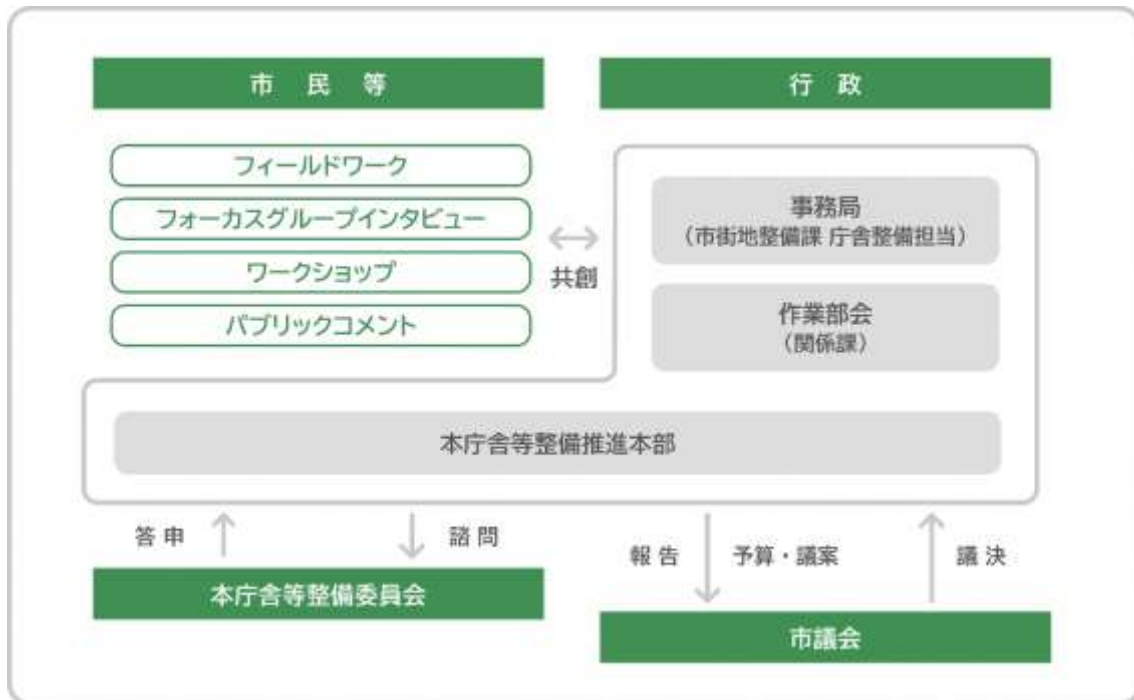 市 民 等
行 政
フィールドワーク
フォーカスグループインタビュー
ワークショップ
パブリックコメント
共創
事務局
（市街地整備課 庁舎整備担当）
作業部会
（関係課）
本庁舎等整備推進本部
答 申
諮 問
報 告
予算・議案
議 決
本庁舎等整備委員会
市議会